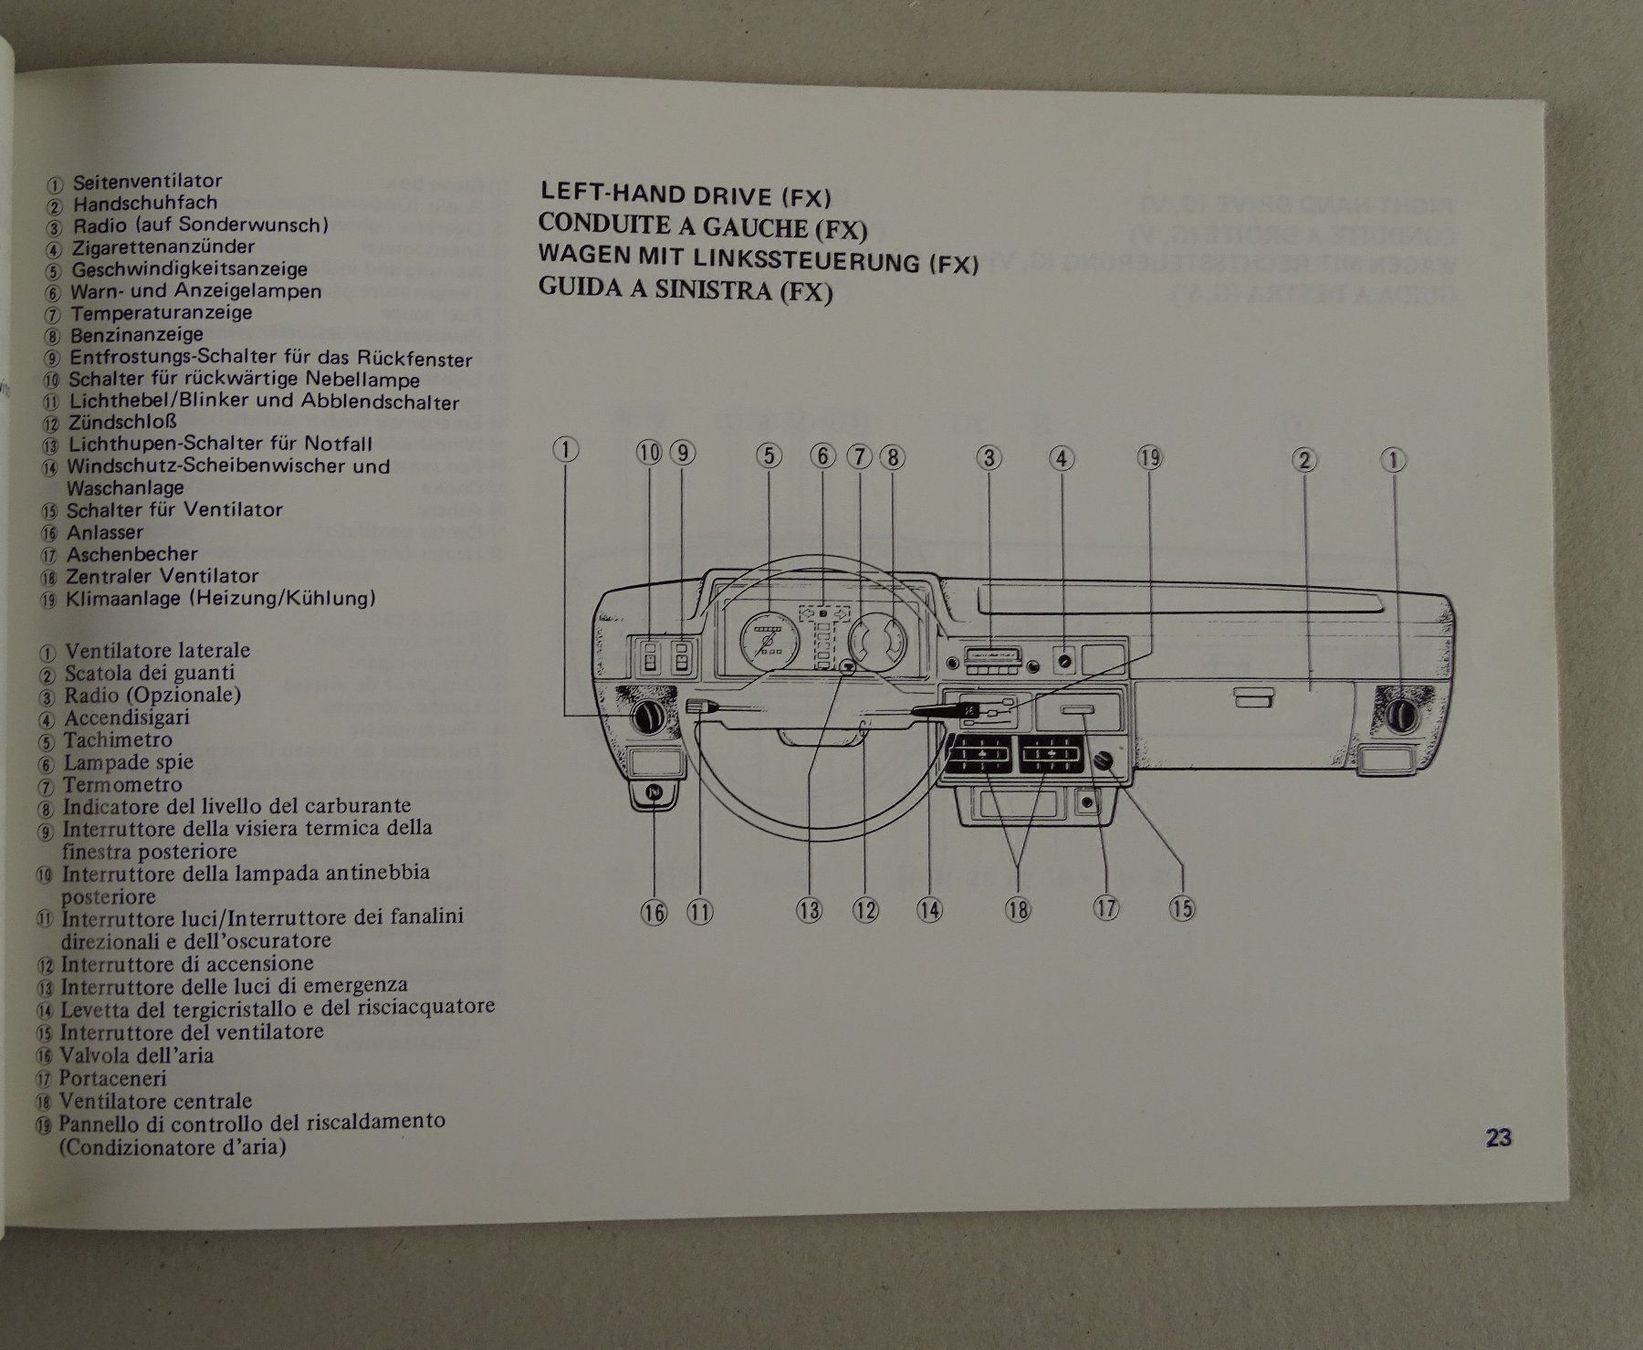 ① Seitenventilator
② Handschuhfach
③ Radio (auf Sonderwunsch)
④ Zigarettenanzünder
⑤ Geschwindigkeitsanzeige
⑥ Warn- und Anzeigelampen
⑦ Temperaturanzeige
⑧ Benzinanzeige
⑨ Entfrostungs-Schalter für das Rückfenster
⑩ Schalter für rückwärtige Nebellampe
⑪ Lichthebel/Blinker und Abblendschalter
⑫ Zündschloß
⑬ Lichthupen-Schalter für Notfall
⑭ Windschutz-Scheibenwischer und
Waschanlage
⑮ Schalter für Ventilator
⑯ Anlasser
⑰ Aschenbecher
⑱ Zentraler Ventilator
⑲ Klimaanlage (Heizung/Kühlung)
① Ventilatore laterale
② Scatola dei guanti
③ Radio (Opzionale)
④ Accendisigari
⑤ Tachimetro
⑥ Lampade spie
⑦ Termometro
⑧ Indicatore del livello del carburante
⑨ Interruttore della visiera termica della
finestra posteriore
⑩ Interruttore della lampada antinebbia
posteriore
⑪ Interruttore luci/Interruttore dei fanalini
direzionali e dell'oscuratore
⑫ Interruttore di accensione
⑬ Interruttore delle luci di emergenza
⑭ Levetta del tergicristallo e del risciacquatore
⑮ Interruttore del ventilatore
⑯ Valvola dell'aria
⑰ Portaceneri
⑱ Ventilatore centrale
⑲ Pannello di controllo del riscaldamento
(Condizionatore d'aria)
LEFT-HAND DRIVE (FX)
CONDUITE A GAUCHE (FX)
WAGEN MIT LINKSSTEUERUNG (FX)
GUIDA A SINISTRA (FX)
① ⑩ ⑨ ⑤ ⑥ ⑦ ⑧ ③ ④ ⑲ ② ①
⑯ ⑪ ⑬ ⑫ ⑭ ⑱ ⑰ ⑮
23